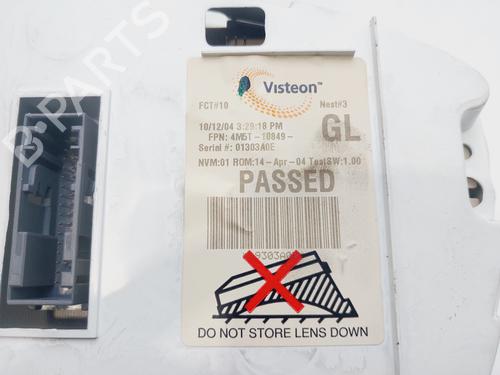 Visteon™
FCT#10 Nest#3
10/12/04 3:29:18 PM
FPN: 4M5T-10849-
GL
Serial #: 01303A0E
NVM:01 ROM:14-Apr-04 TestSW:1.00
PASSED
DO NOT STORE LENS DOWN
B-PARTS